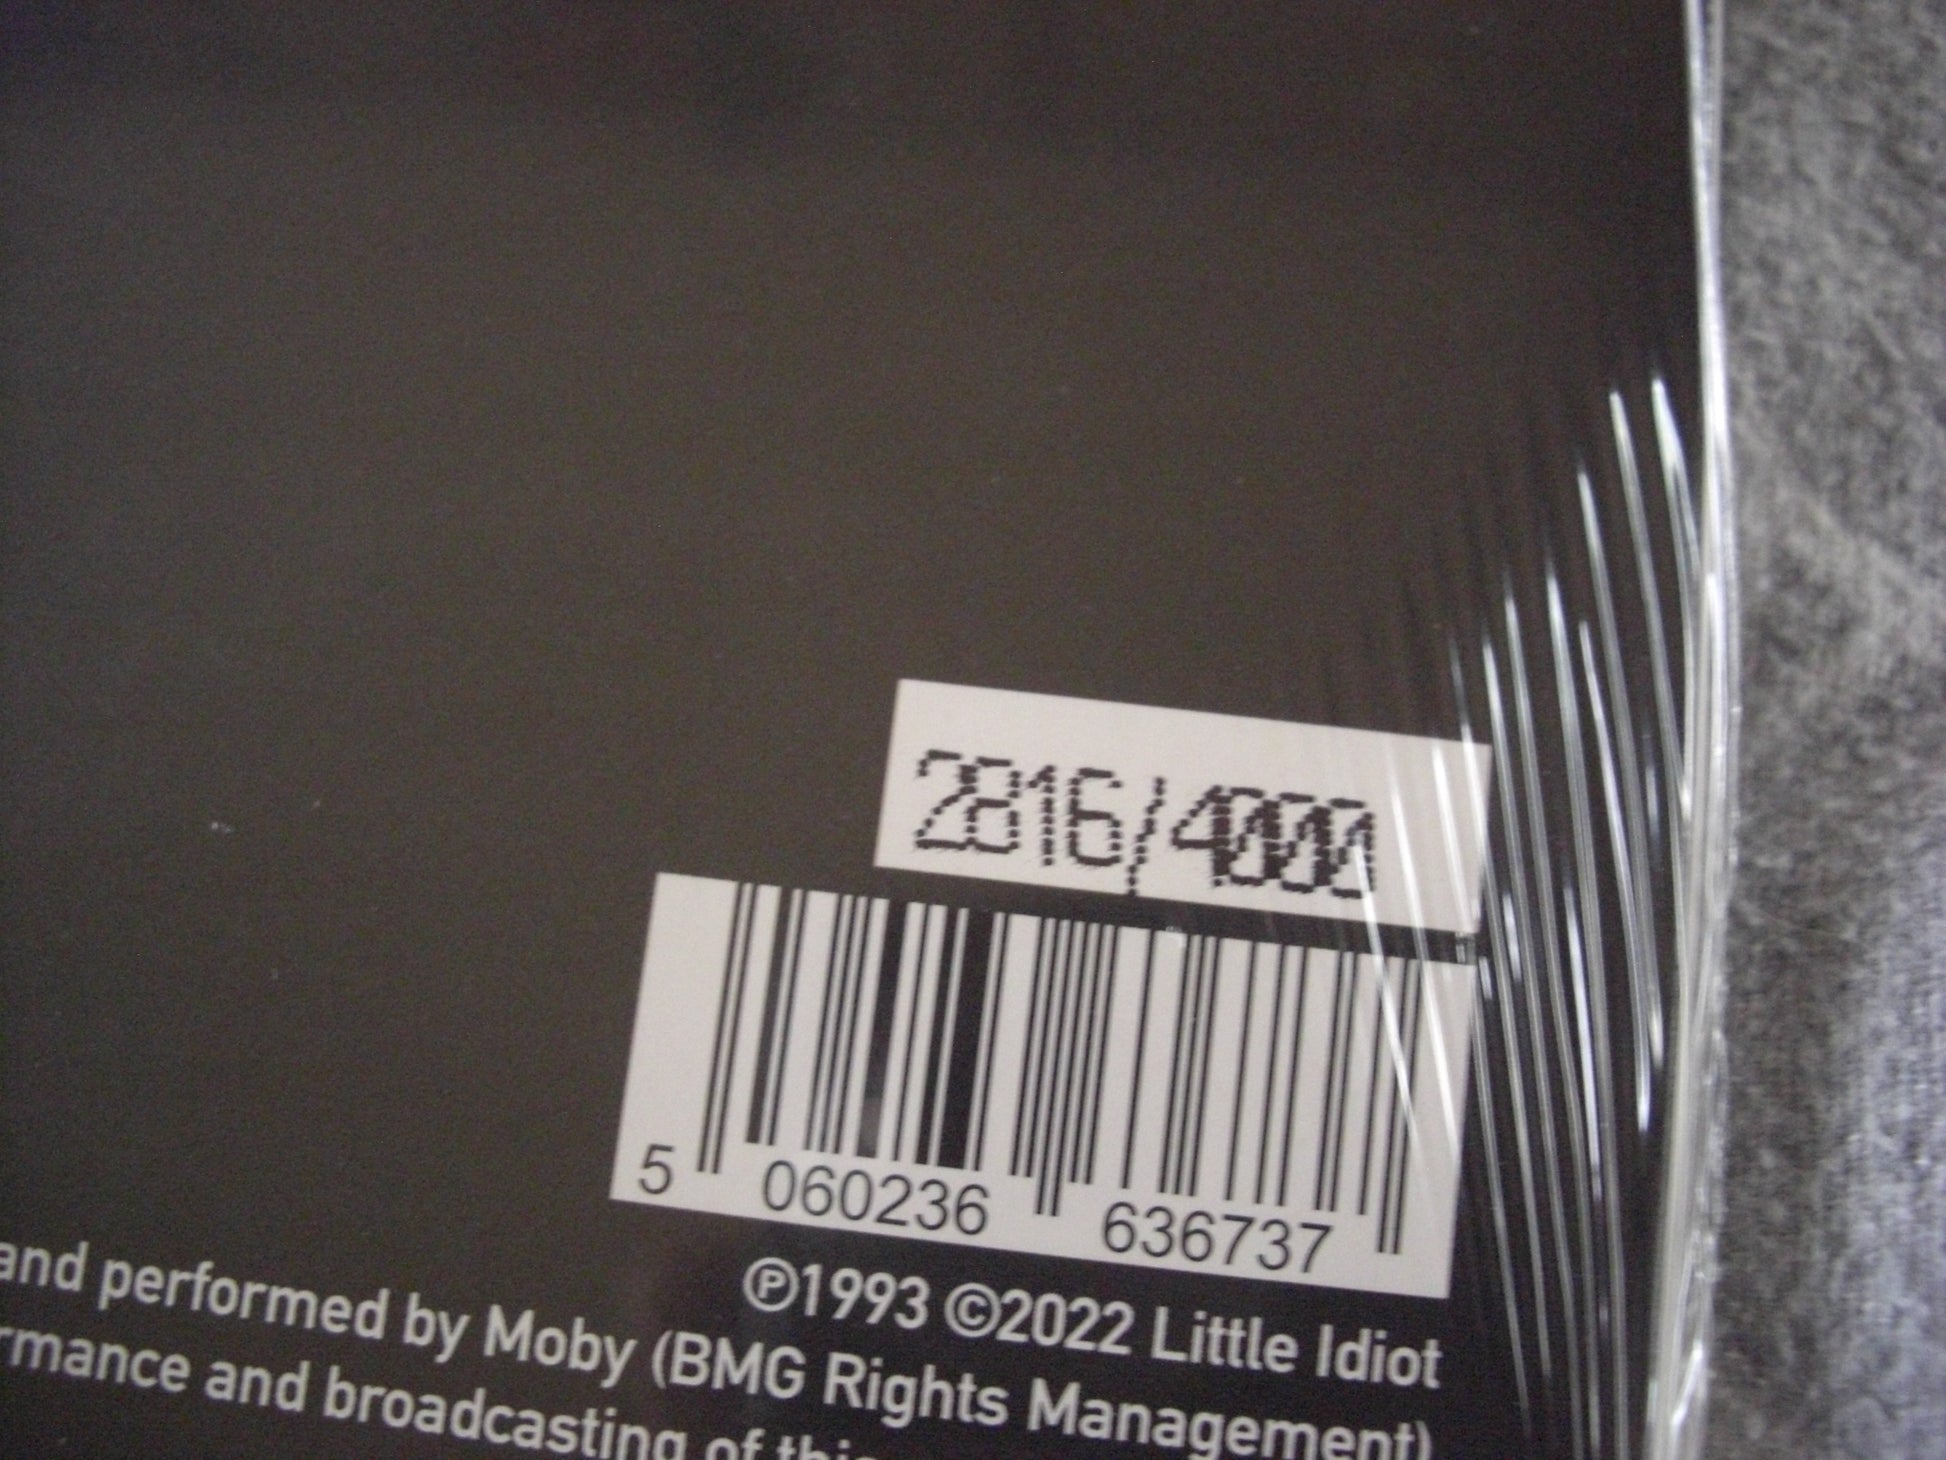 2816/4000
5 060236 636737
℗1993 ©2022 Little Idiot
and performed by Moby (BMG Rights Management)
rmance and broadcasting of this